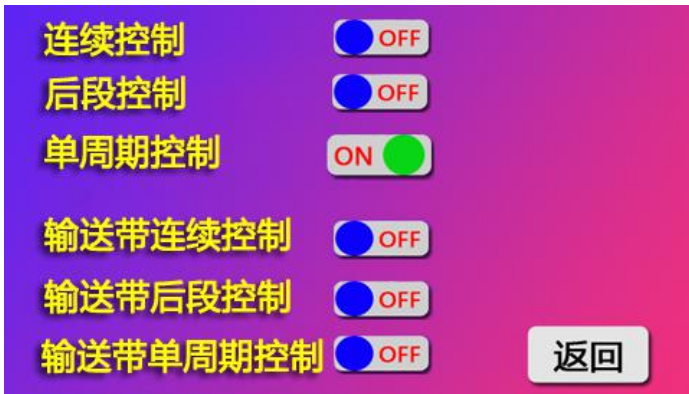 连续控制 OFF
后段控制 OFF
单周期控制 ON
输送带连续控制 OFF
输送带后段控制 OFF
输送带单周期控制 OFF
返回